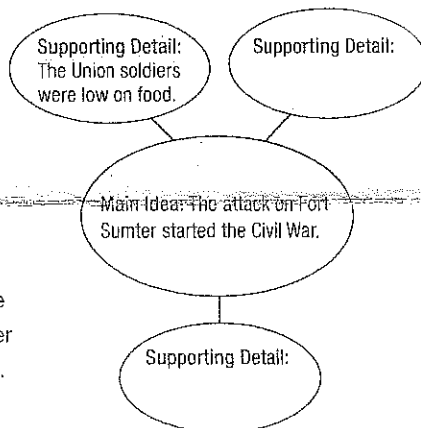 Supporting Detail:
The Union soldiers
were low on food.
Supporting Detail:
Main Idea: The attack on Fort
Sumter started the Civil War.
Supporting Detail: